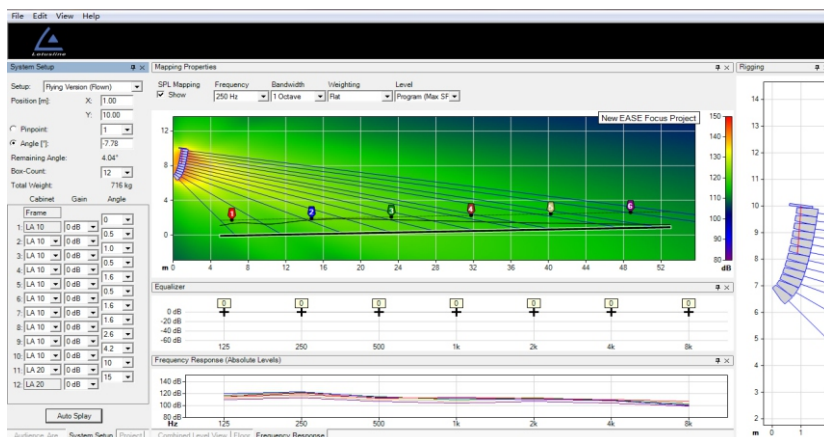 File Edit View Help
Lotusline
System Setup
Setup: Flying Version (Flown)
Position [m]: X: 1.00
Y: 10.00
Pinpoint: 1
Angle [°]: -7.78
Remaining Angle: 4.04°
Box-Count: 12
Total Weight: 716 kg
Cabinet Gain Angle
Frame
0
1: LA 10 0 dB
0.5
2: LA 10 0 dB
1.0
3: LA 10 0 dB
0.5
4: LA 10 0 dB
1.6
5: LA 10 0 dB
0.5
6: LA 10 0 dB
1.6
7: LA 10 0 dB
1.6
8: LA 10 0 dB
2.6
9: LA 10 0 dB
4.2
10: LA 10 0 dB
10
11: LA 20 0 dB
15
12: LA 20 0 dB
Auto Splay
Audience Are System Setup Project
Mapping Properties
SPL Mapping Frequency Bandwidth Weighting Level
Show 250 Hz 1 Octave Flat Program (Max SF
New EASE Focus Project
12
8
4
0
m 0 4 8 12 16 20 24 28 32 36 40 44 48 52
1 2 3 4 5 6
150
140
130
120
110
100
90
80
dB
Equalizer
0 0 0 0 0 0 0
0 dB
-20 dB
-40 dB
-60 dB
125 250 500 1k 2k 4k 8k
Frequency Response (Absolute Levels)
140 dB
120 dB
100 dB
80 dB
Hz 125 250 500 1k 2k 4k 8k
Combined Level View Floor Frequency Response
Rigging
14
13
12
11
10
9
8
7
6
5
4
3
2
m 0 1